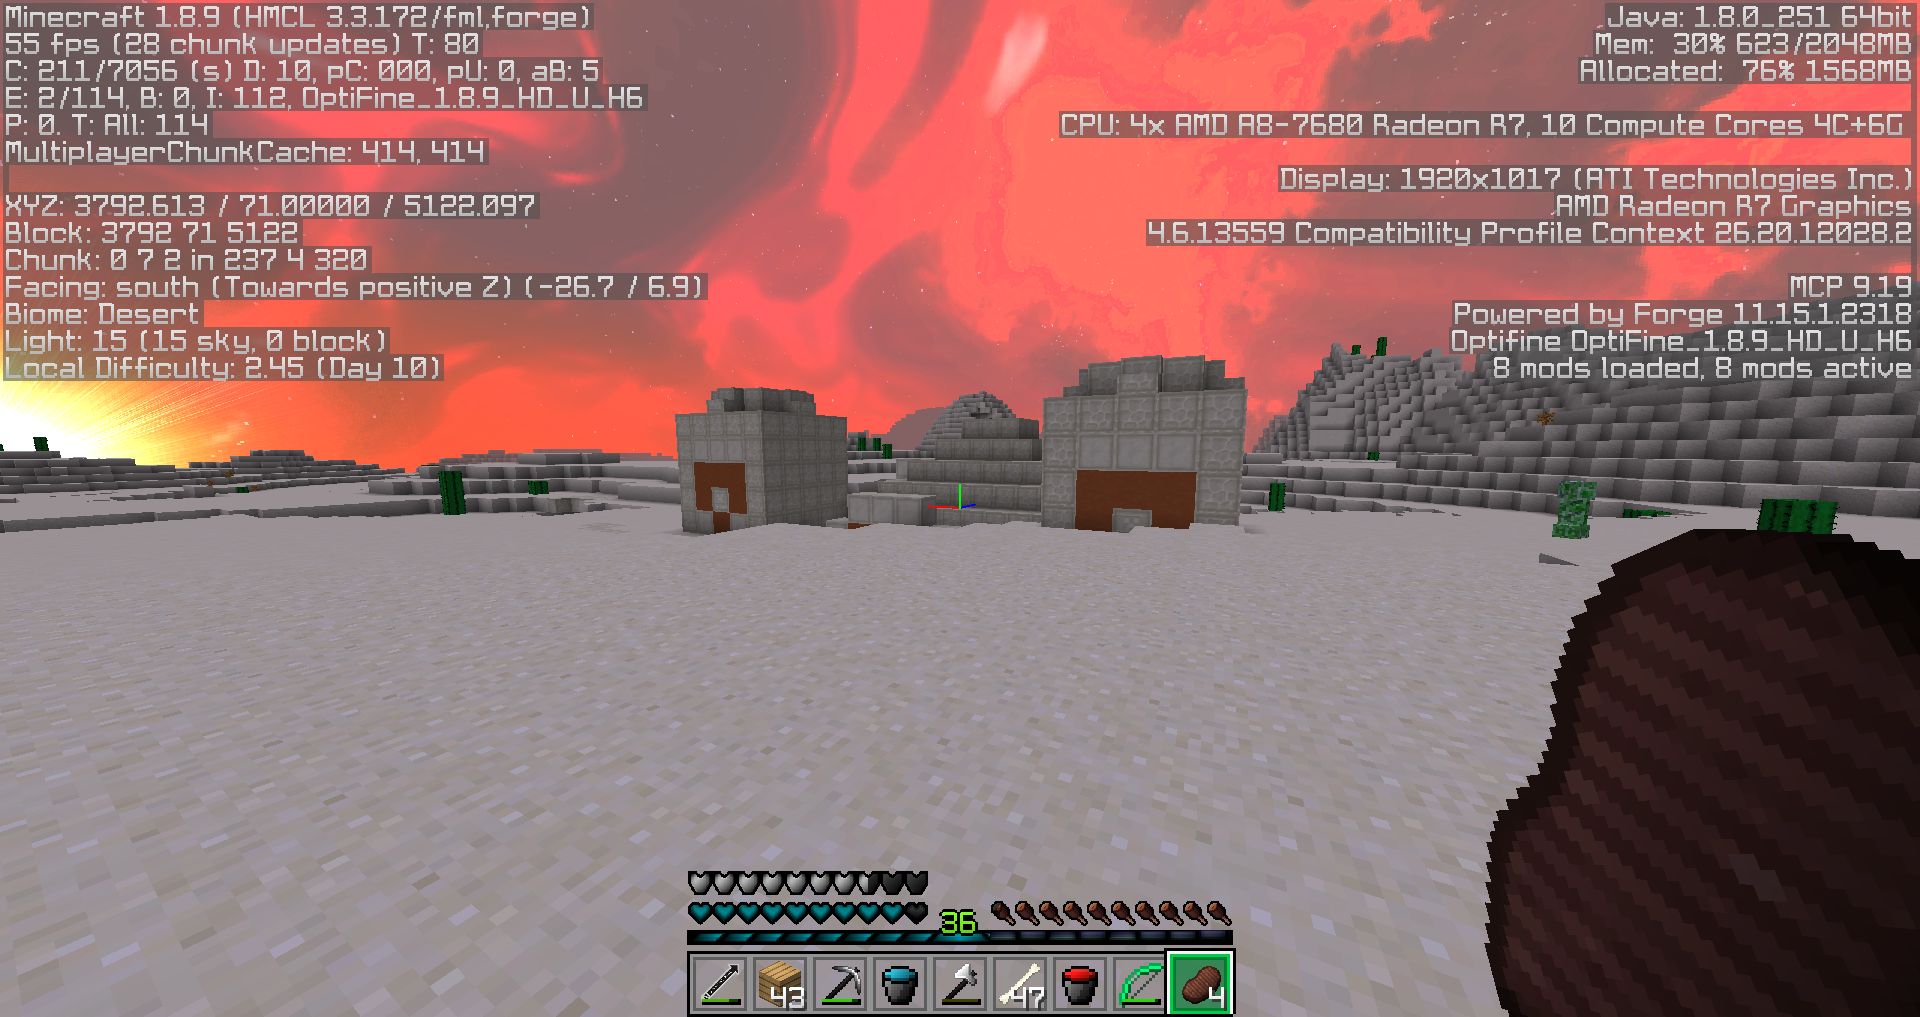 Minecraft 1.8.9 (HMCL 3.3.172/fml,forge)
55 fps (28 chunk updates) T: 80
C: 211/7056 (s) D: 10, pC: 000, pU: 0, aB: 5
E: 2/114, B: 0, I: 112, OptiFine_1.8.9_HD_U_H6
P: 0. T: All: 114
MultiplayerChunkCache: 414, 414
XYZ: 3792.613 / 71.00000 / 5122.097
Block: 3792 71 5122
Chunk: 0 7 2 in 237 4 320
Facing: south (Towards positive Z) (-26.7 / 6.9)
Biome: Desert
Light: 15 (15 sky, 0 block)
Local Difficulty: 2.45 (Day 10)
Java: 1.8.0_251 64bit
Mem: 30% 623/2048MB
Allocated: 76% 1568MB
CPU: 4x AMD A8-7680 Radeon R7, 10 Compute Cores 4C+6G
Display: 1920x1017 (ATI Technologies Inc.)
AMD Radeon R7 Graphics
4.6.13559 Compatibility Profile Context 26.20.12028.2
MCP 9.19
Powered by Forge 11.15.1.2318
Optifine OptiFine_1.8.9_HD_U_H6
8 mods loaded, 8 mods active
36
43
47
4